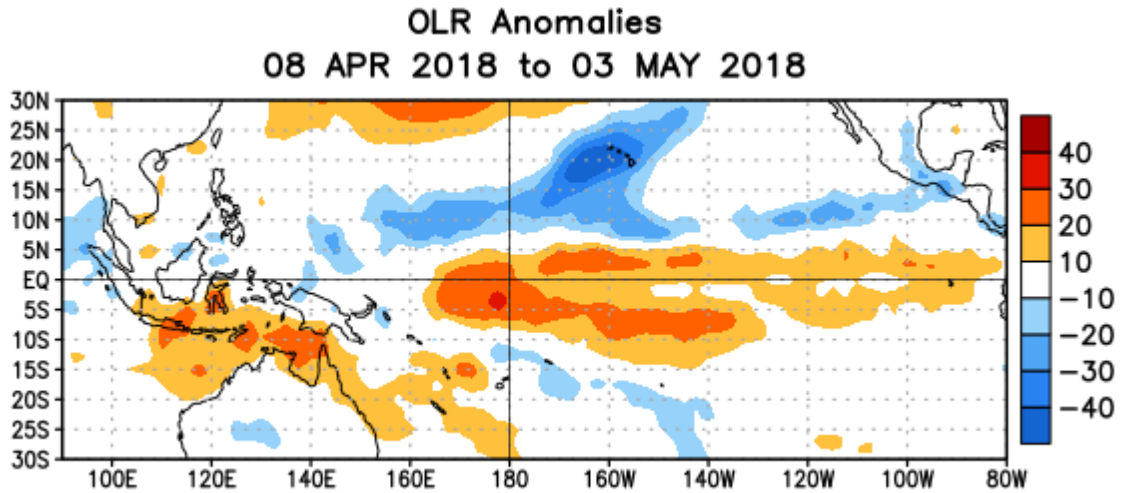 OLR Anomalies
08 APR 2018 to 03 MAY 2018
30N
25N
20N
15N
10N
5N
EQ
5S
10S
15S
20S
25S
30S
100E 120E 140E 160E 180 160W 140W 120W 100W 80W
40
30
20
10
-10
-20
-30
-40